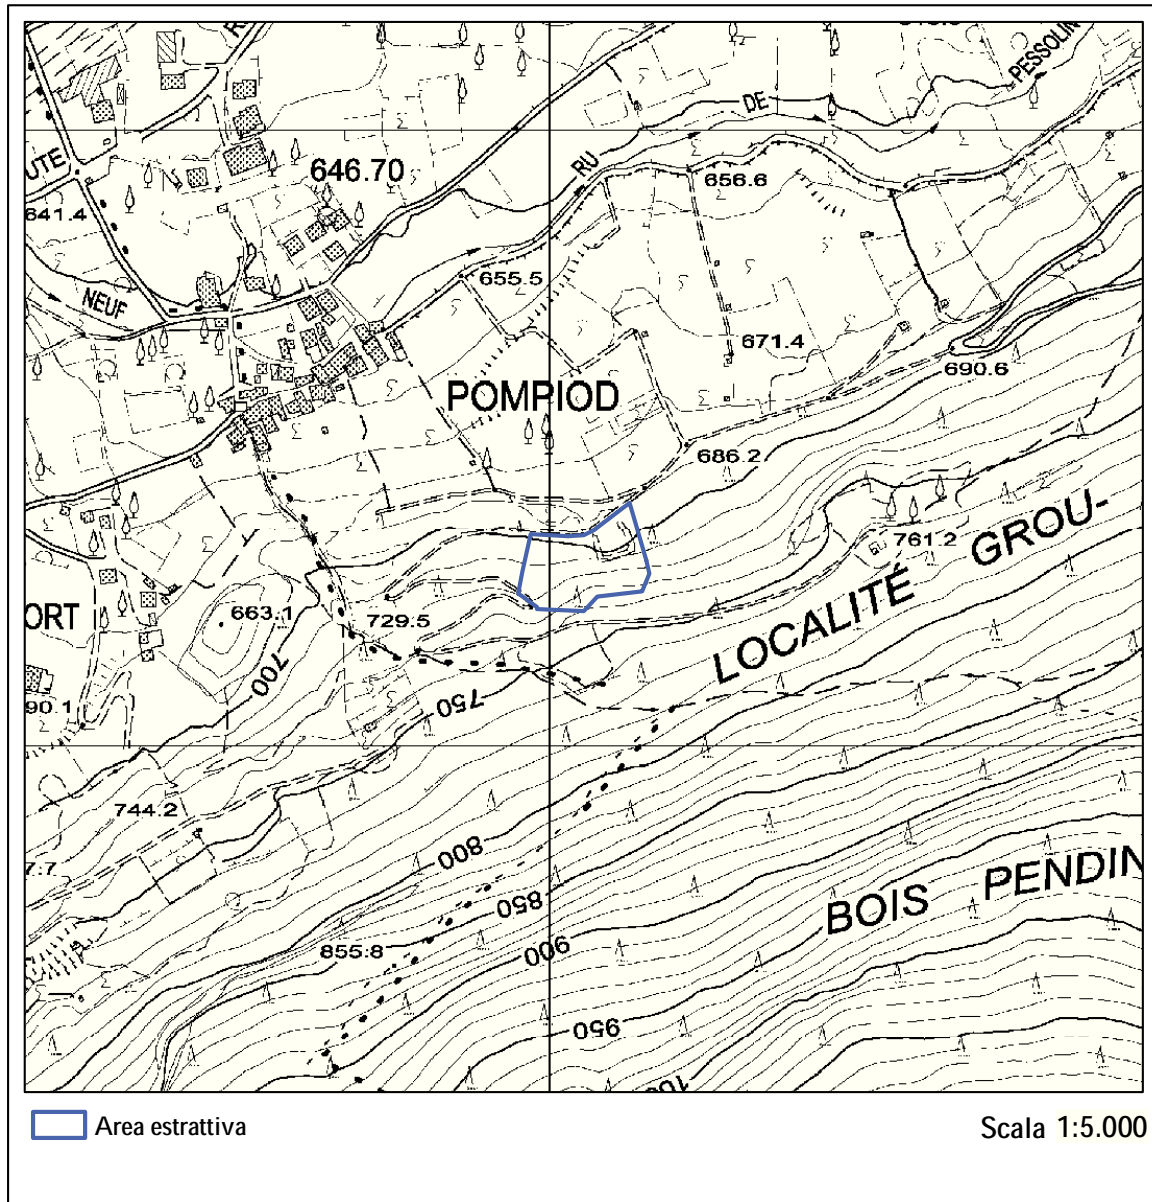 PESSOLIN
DE
RU
UTE
646.70
656.6
641.4
655.5
NEUF
671.4
690.6
POMPIOD
686.2
761.2
LOCALITÉ GROU-
ORT
663.1
729.5
700
750
90.1
744.2
800
7.7
850
BOIS PENDIN
855.8
900
950
Area estrattiva
Scala 1:5.000